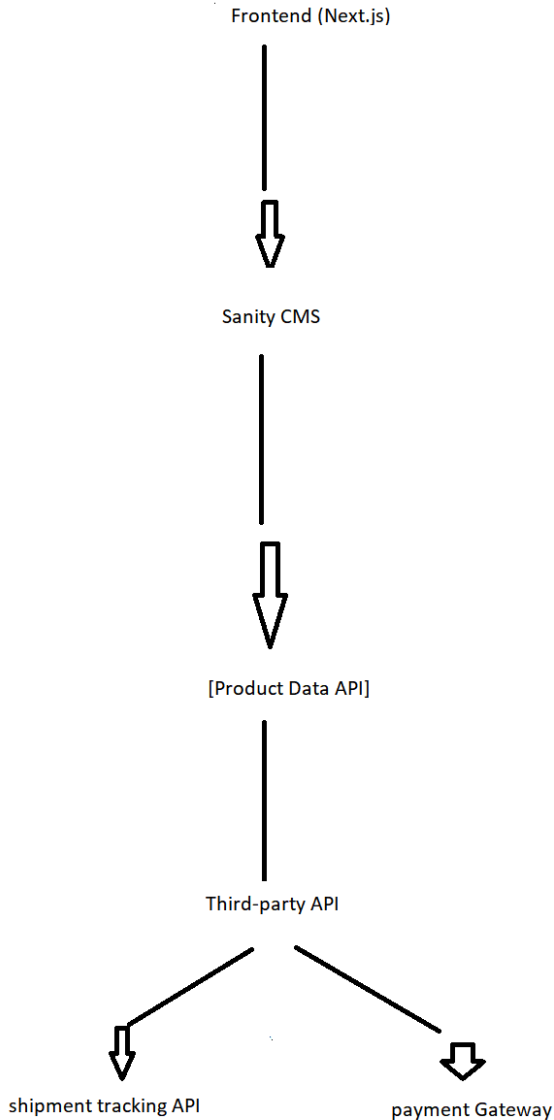 Frontend (Next.js)
Sanity CMS
[Product Data API]
Third-party API
shipment tracking API
payment Gateway